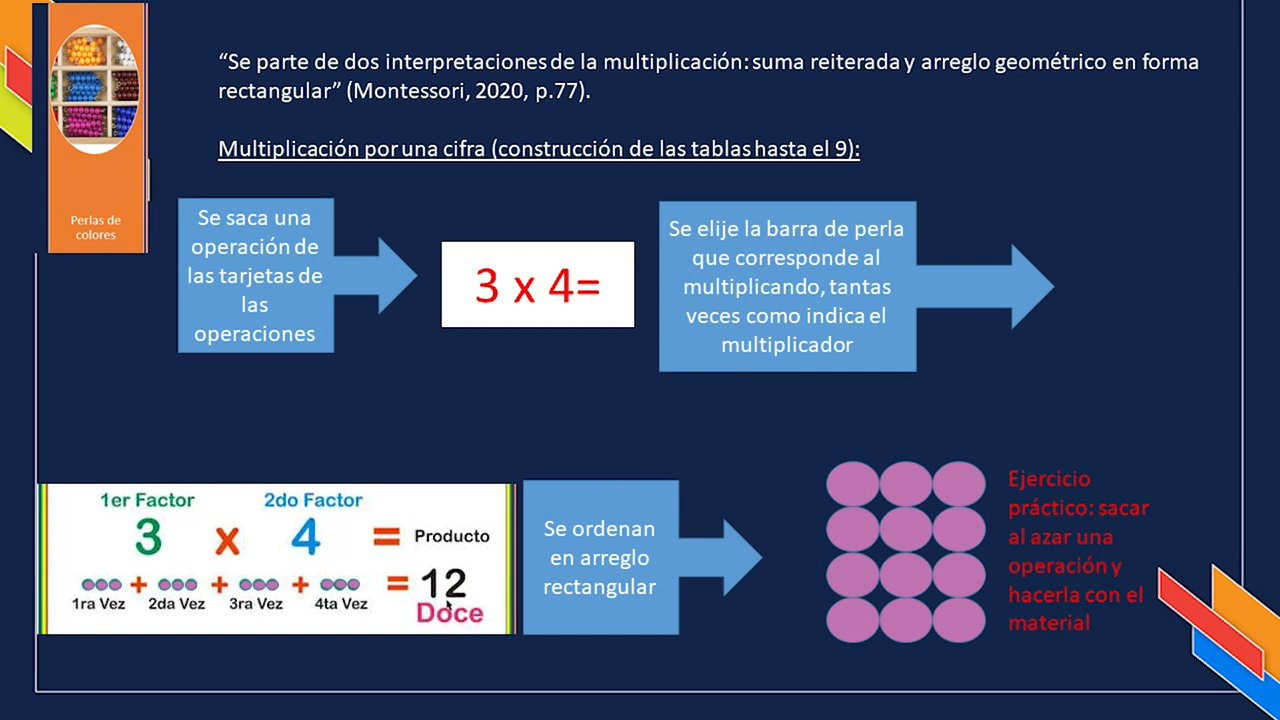 “Se parte de dos interpretaciones de la multiplicación: suma reiterada y arreglo geométrico en forma
rectangular” (Montessori, 2020, p.77).
Multiplicación por una cifra (construcción de las tablas hasta el 9):
Perlas de
colores
Se saca una
operación de
las tarjetas de
las
operaciones
3 x 4=
Se elije la barra de perla
que corresponde al
multiplicando, tantas
veces como indica el
multiplicador
1er Factor 2do Factor
3 x 4 = Producto
+ + + = 12
1ra Vez 2da Vez 3ra Vez 4ta Vez
Doce
Se ordenan
en arreglo
rectangular
Ejercicio
práctico: sacar
al azar una
operación y
hacerla con el
material